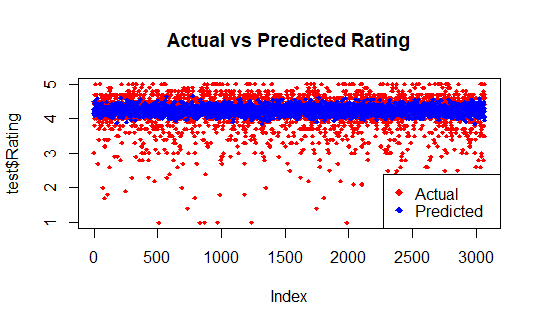 Actual vs Predicted Rating
test$Rating
5
4
3
2
1
Actual
Predicted
0 500 1000 1500 2000 2500 3000
Index